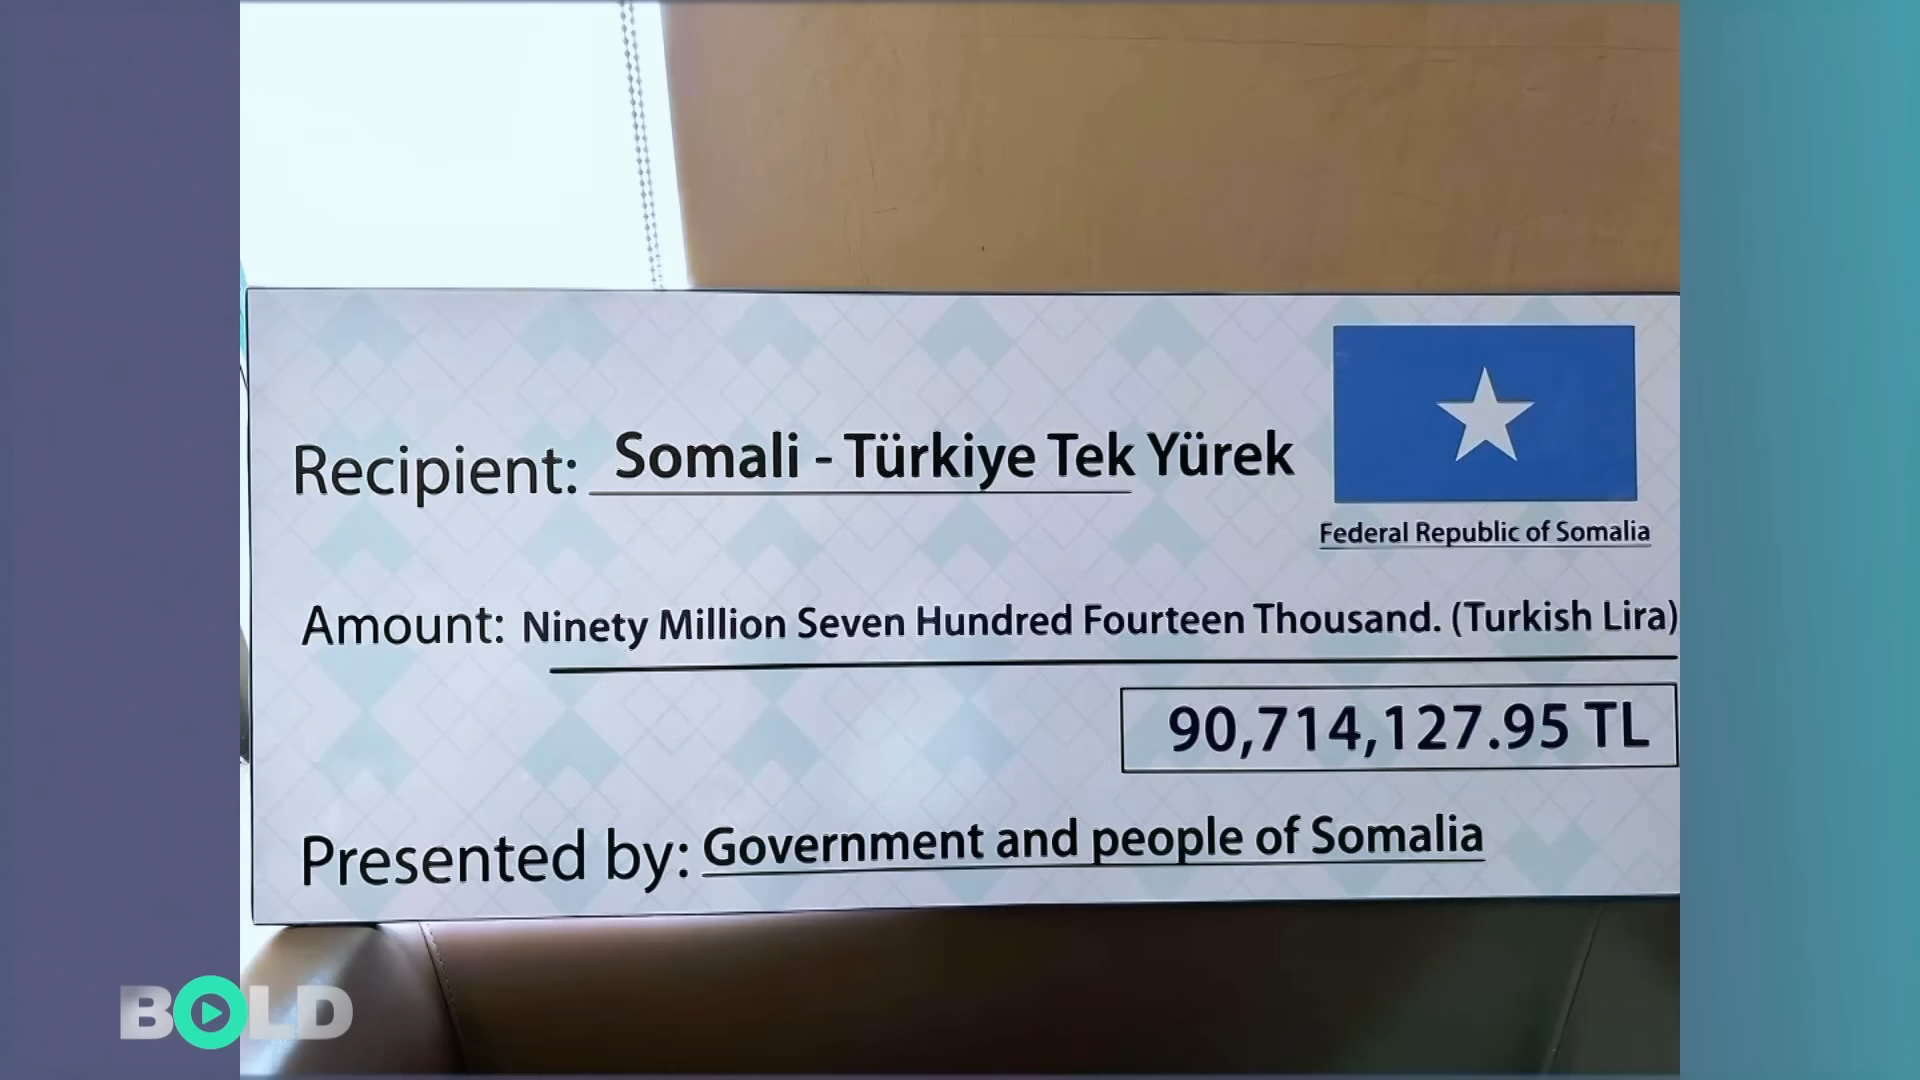 Recipient: Somali - Türkiye Tek Yürek
Federal Republic of Somalia
Amount: Ninety Million Seven Hundred Fourteen Thousand. (Turkish Lira)
90,714,127.95 TL
Presented by: Government and people of Somalia
BOLD